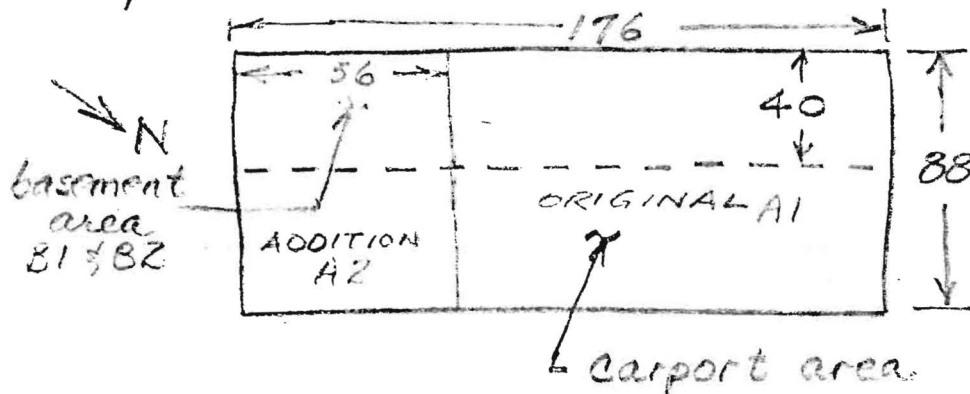 176
56
40
N
88
basement
area
B1 & B2
ORIGINAL A1
ADDITION
A2
carport area